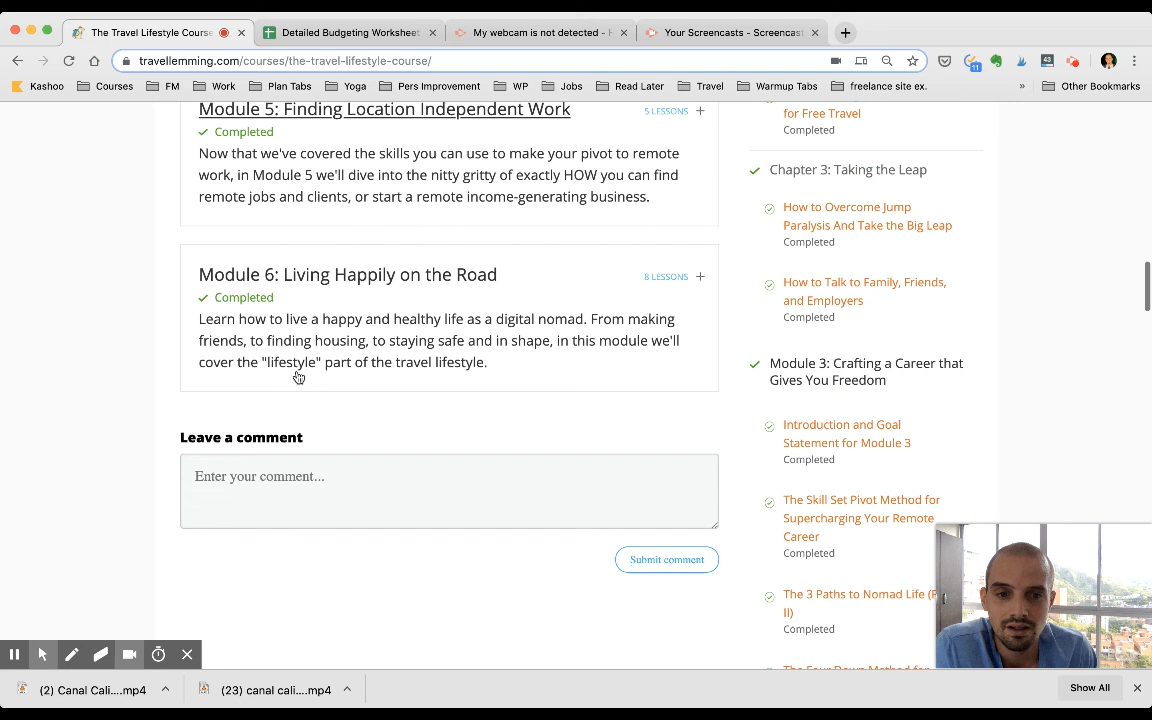 The Travel Lifestyle Course
Detailed Budgeting Worksheet
My webcam is not detected - H
Your Screencasts - Screencast
travellemming.com/courses/the-travel-lifestyle-course/
11
43
Kashoo
Courses
FM
Work
Plan Tabs
Yoga
Pers Improvement
WP
Jobs
Read Later
Travel
Warmup Tabs
freelance site ex.
»
Other Bookmarks
Module 5: Finding Location Independent Work
5 LESSONS +
Completed
Now that we've covered the skills you can use to make your pivot to remote
work, in Module 5 we'll dive into the nitty gritty of exactly HOW you can find
remote jobs and clients, or start a remote income-generating business.
Module 6: Living Happily on the Road
8 LESSONS +
Completed
Learn how to live a happy and healthy life as a digital nomad. From making
friends, to finding housing, to staying safe and in shape, in this module we'll
cover the "lifestyle" part of the travel lifestyle.
Leave a comment
Enter your comment...
Submit comment
for Free Travel
Completed
Chapter 3: Taking the Leap
How to Overcome Jump
Paralysis And Take the Big Leap
Completed
How to Talk to Family, Friends,
and Employers
Completed
Module 3: Crafting a Career that
Gives You Freedom
Introduction and Goal
Statement for Module 3
Completed
The Skill Set Pivot Method for
Supercharging Your Remote
Career
Completed
The 3 Paths to Nomad Life (P
II)
Completed
The Four Down Method for
(2) Canal Cali....mp4
(23) canal cali....mp4
Show All